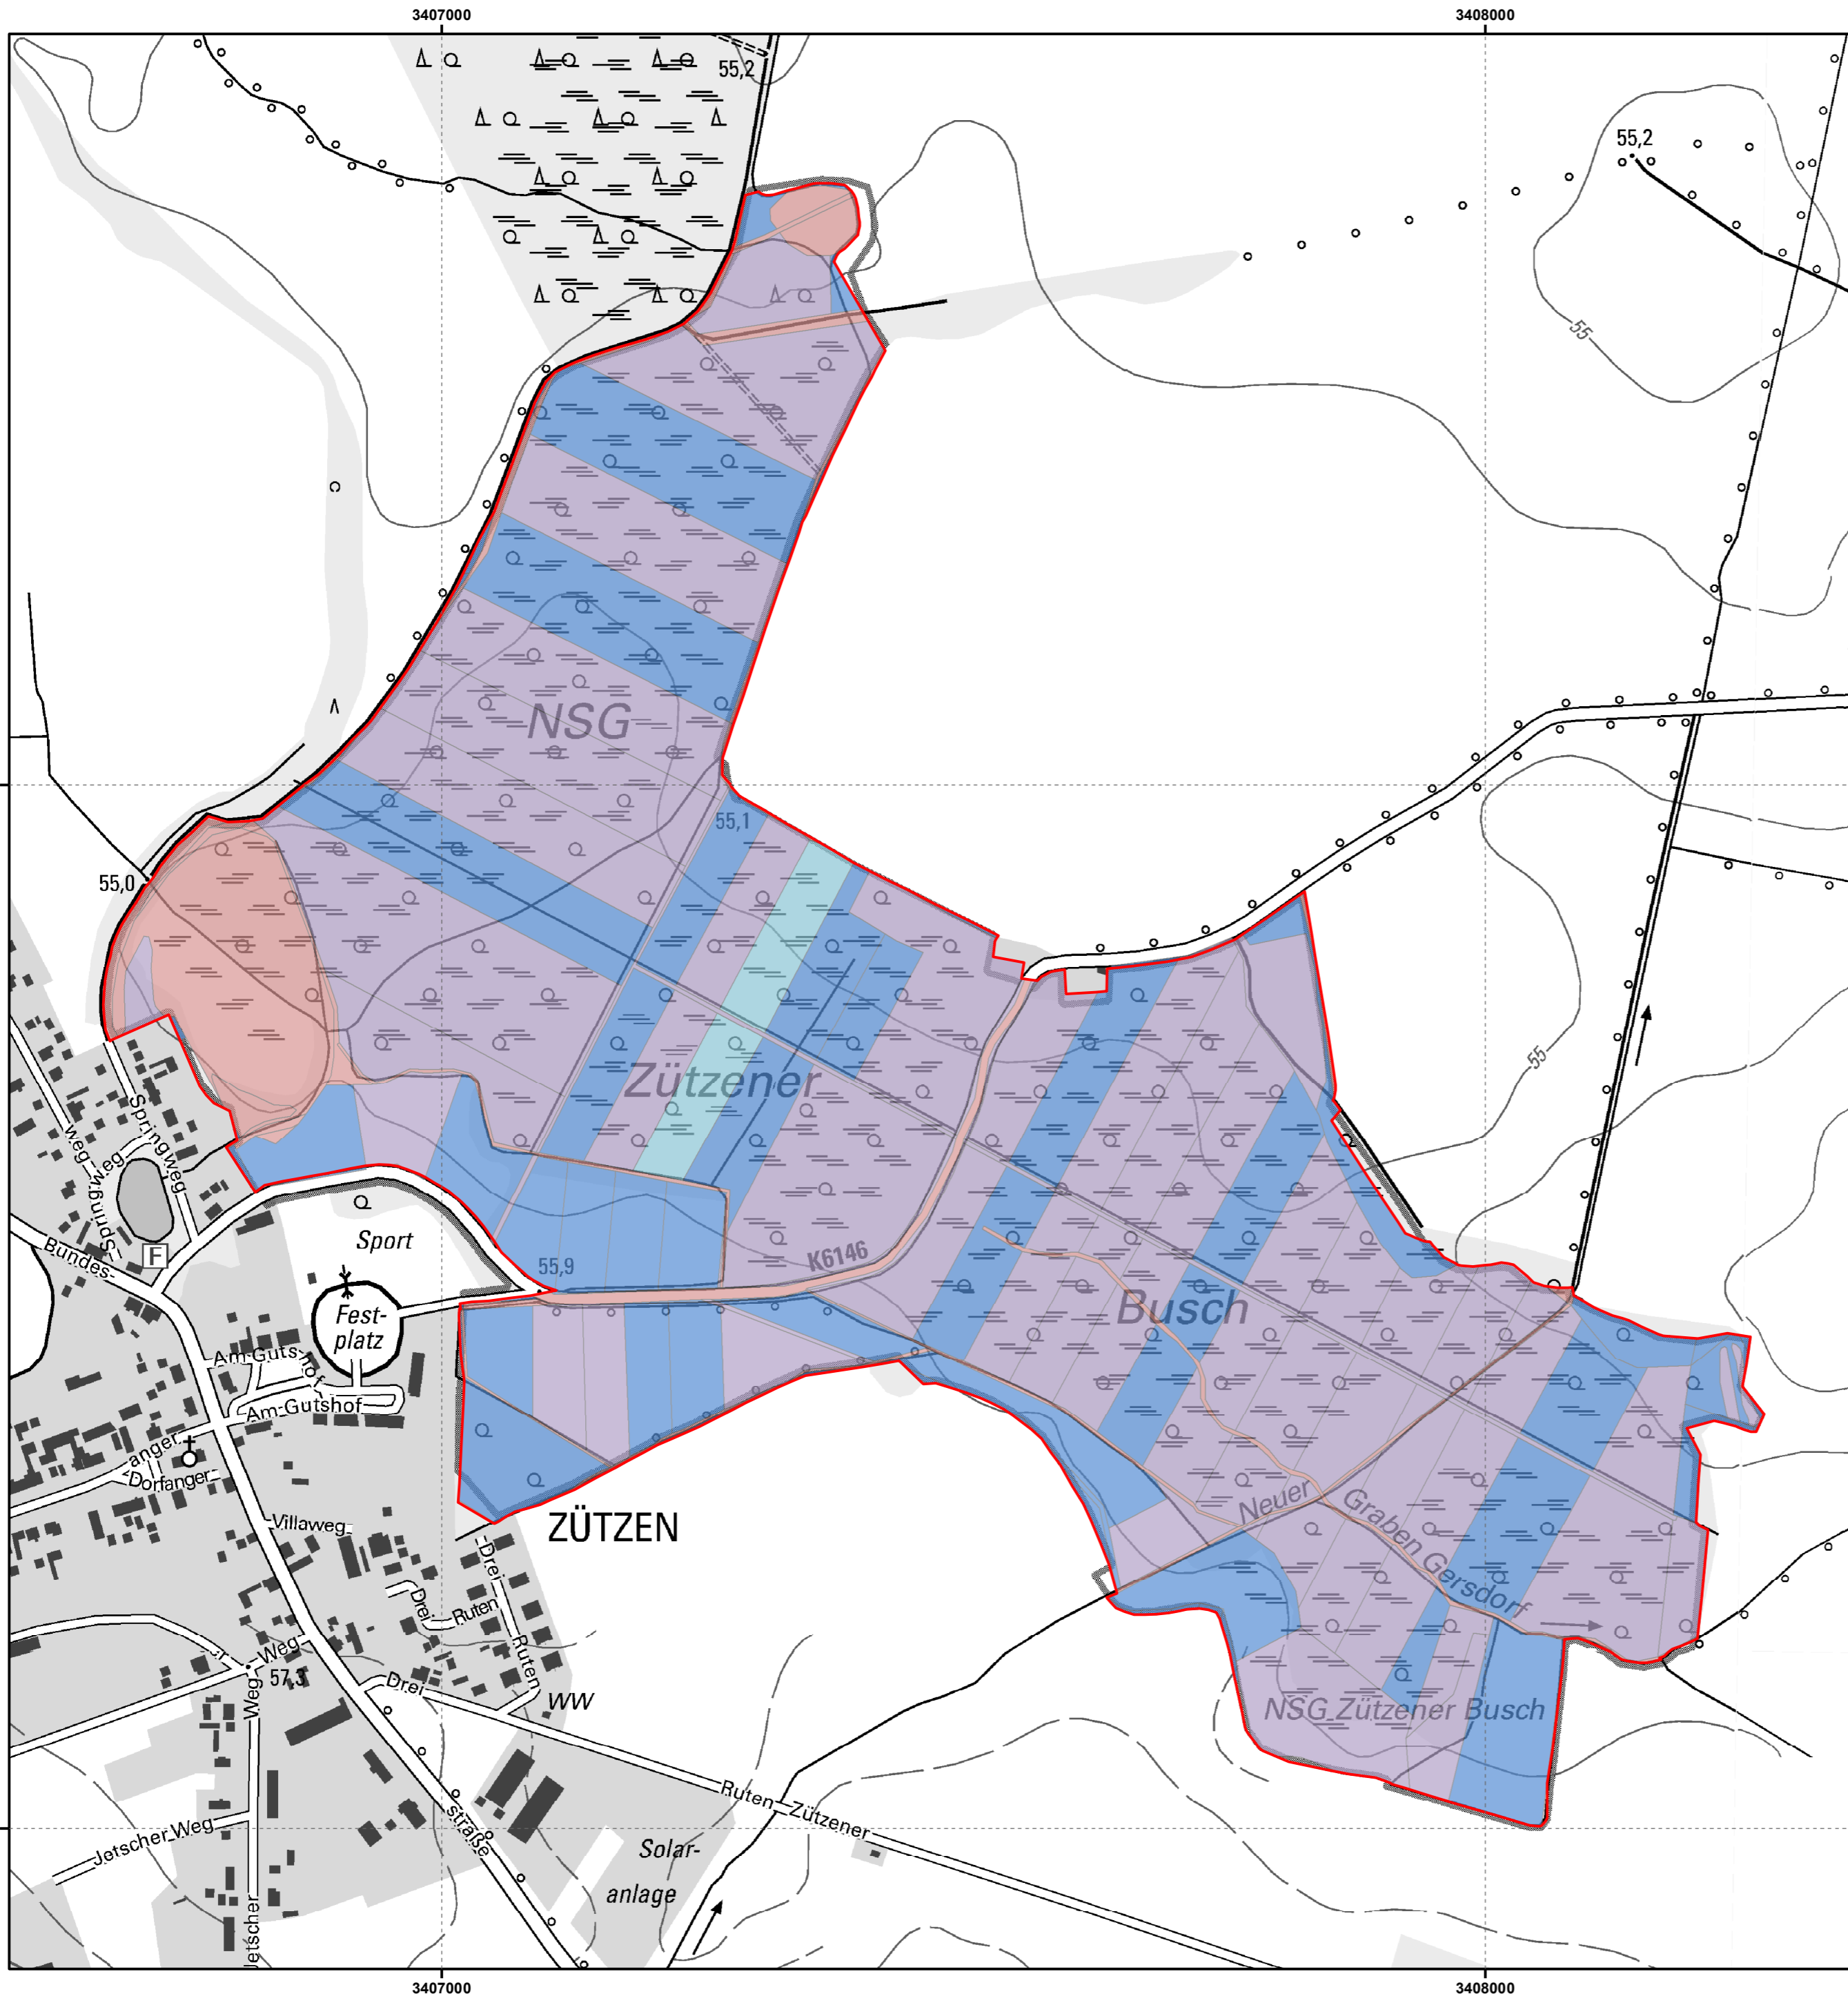 3407000
3408000
55,2
55,2
55
NSG
55,1
55,0
Zützener
55
Springweg
weg
weg
Springweg
F
Bundes-
Sport
55,9
K6146
Fest-
platz
Busch
Am Gutshof
Am Gutshof
anger
Dorfanger
Villaweg
ZÜTZEN
Neuer
Graben Gersdorf
Drei
Ruten
Drei
Ruten
Weg
57,3
Weg
Drei
WW
NSG Zützener Busch
Ruten
Zützener
Jetscher Weg
straße
Solar-
anlage
Jetscher
3407000
3408000